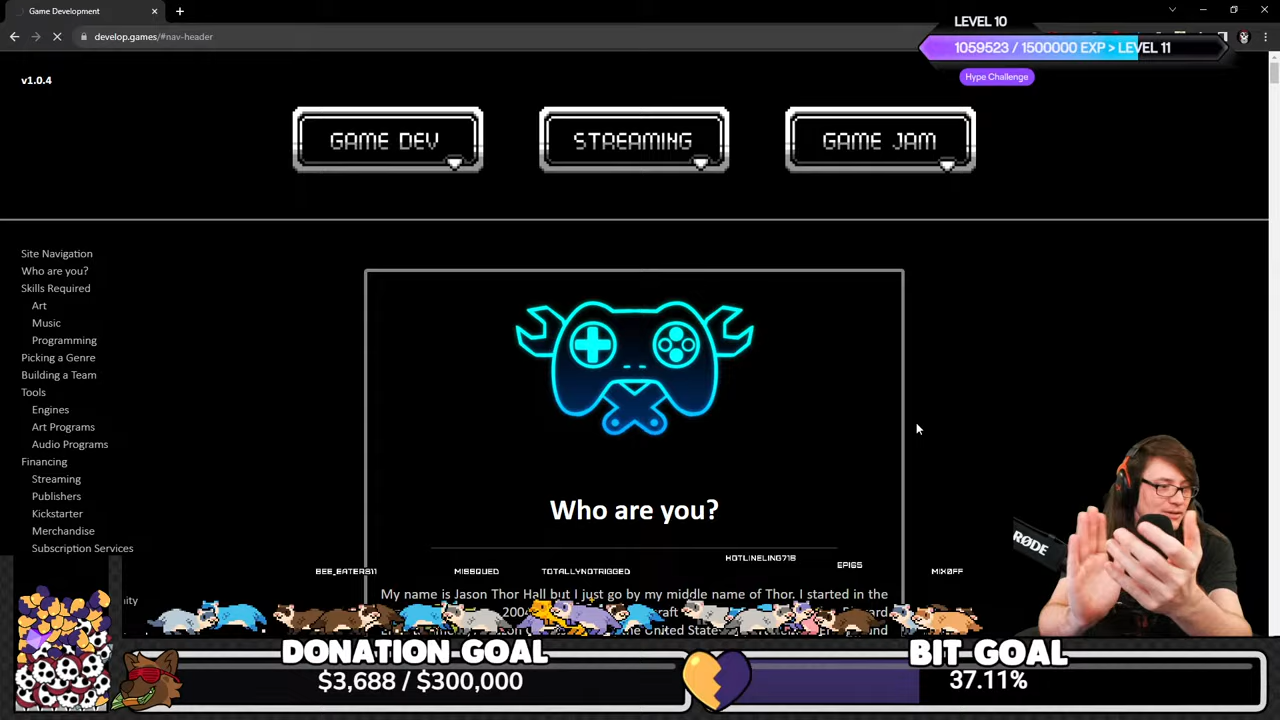 Game Development
develop.games/#nav-header
LEVEL 10
1059523 / 1500000 EXP > LEVEL 11
Hype Challenge
v1.0.4
GAME DEV
STREAMING
GAME JAM
Site Navigation
Who are you?
Skills Required
Art
Music
Programming
Picking a Genre
Building a Team
Tools
Engines
Art Programs
Audio Programs
Financing
Streaming
Publishers
Kickstarter
Merchandise
Subscription Services
Who are you?
HOTLINELING718
BEE_EATER811
MISSQUED
TOTALLYNOTRIGGED
EPI65
MIX0FF
My name is Jason Thor Hall but I just go by my middle name of Thor. I started in the
RØDE
DONATION GOAL
$3,688 / $300,000
BIT GOAL
37.11%